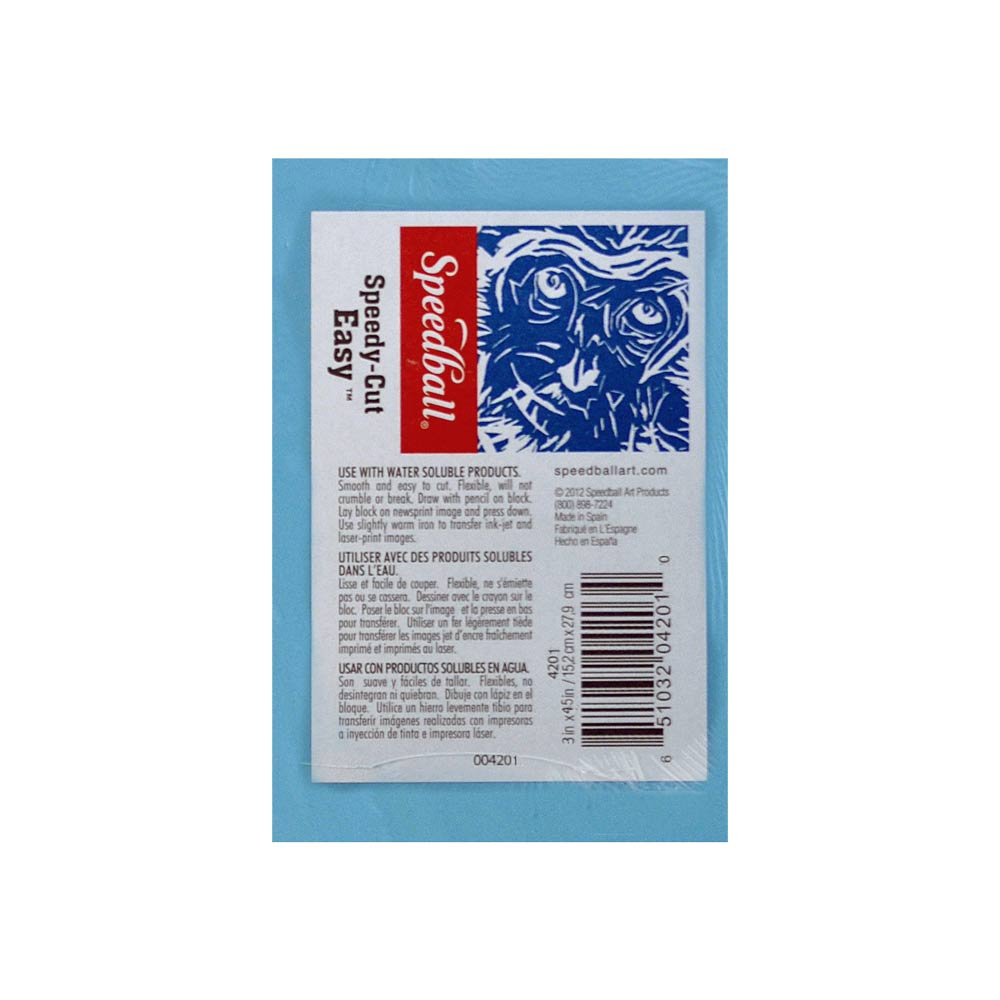 Speedball®
Speedy-Cut
Easy™
USE WITH WATER SOLUBLE PRODUCTS.
Smooth and easy to cut. Flexible, will not
crumble or break. Draw with pencil on block.
Lay block on newsprint image and press down.
Use slightly warm iron to transfer ink-jet and
laser-print images.
UTILISER AVEC DES PRODUITS SOLUBLES
DANS L'EAU.
Lisse et facile de couper. Flexible, ne s'émiette
pas ou se cassera. Dessiner avec le crayon sur le
bloc. Poser le bloc sur l'image et la presse en bas
pour transférer. Utiliser un fer légèrement tiède
pour transférer les images jet d'encre fraîchement
imprimé et imprimés au laser.
USAR CON PRODUCTOS SOLUBLES EN AGUA.
Son suave y fáciles de tallar. Flexibles, no
desintegran ni quiebran. Dibuje con lápiz en el
bloque. Utilice un hierro levemente tibio para
transferir imágenes realizadas con impresoras
a inyección de tinta e impresora láser.
004201
speedballart.com
© 2012 Speedball Art Products
(800) 898-7224
Made in Spain
Fabriqué en L'Espagne
Hecho en España
4201
3 in x 4.5 in / 15,2 cm x 27,9 cm
6 51032 04201 0